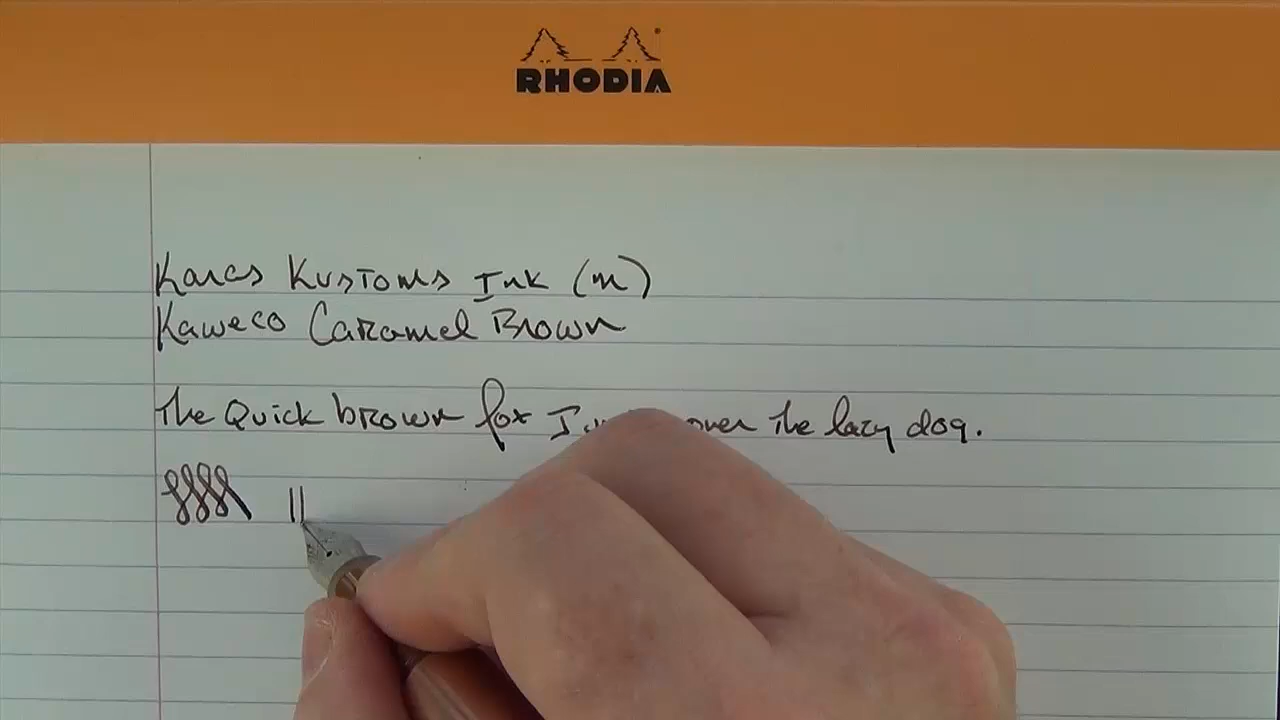 RHODIA
Karas Kustoms Ink (m)
Kaweco Caramel Brown
The Quick brown fox over The lazy dog.